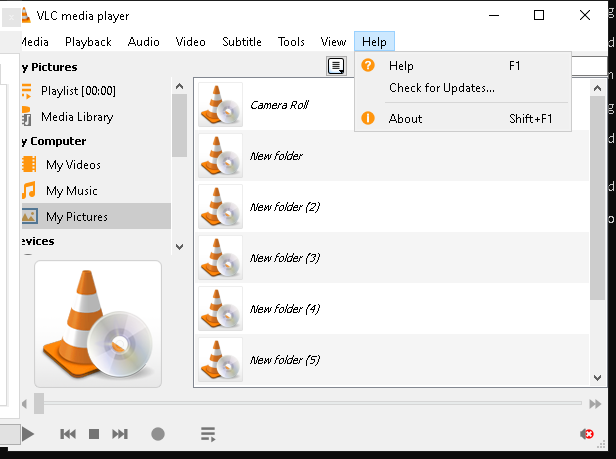 VLC media player
Media Playback Audio Video Subtitle Tools View Help
y Pictures
Playlist [00:00]
Media Library
y Computer
My Videos
My Music
My Pictures
evices
Help F1
Check for Updates...
About Shift+F1
Camera Roll
New folder
New folder (2)
New folder (3)
New folder (4)
New folder (5)